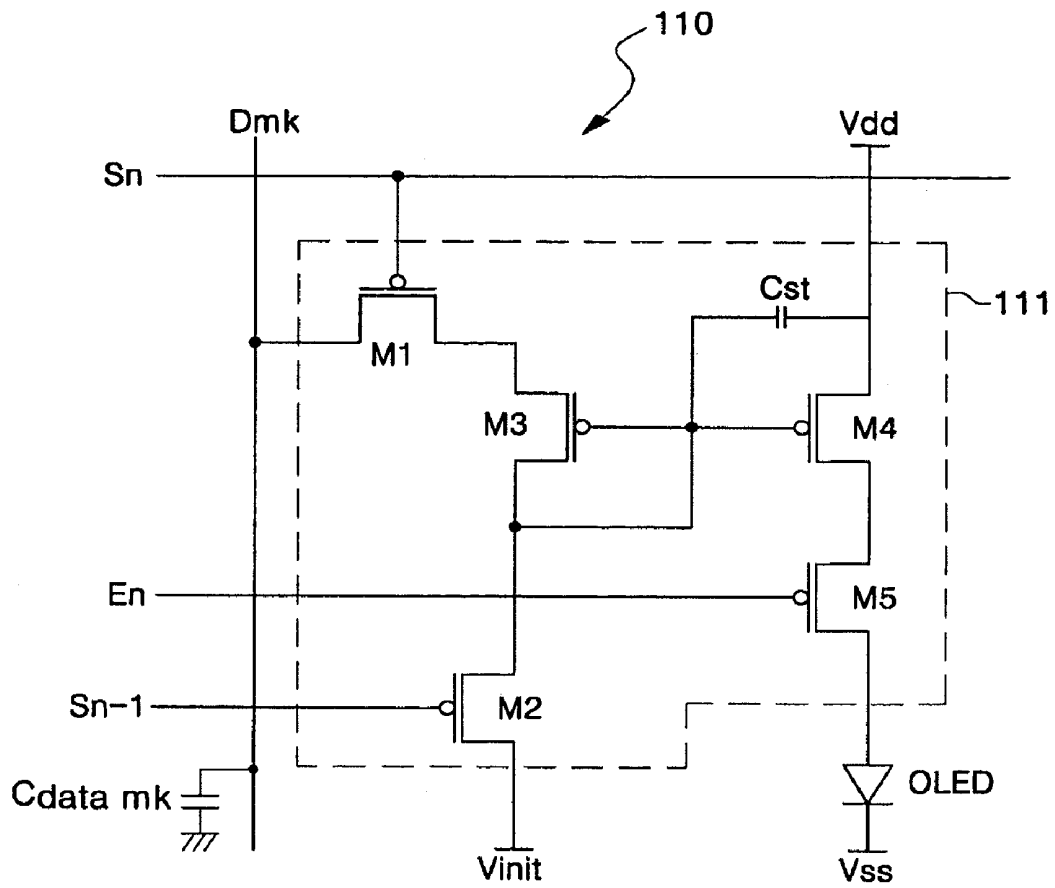 110
Dmk
Vdd
Sn
Cst
111
M1
M3
M4
En
M5
Sn-1
M2
Cdata mk
OLED
Vinit
Vss